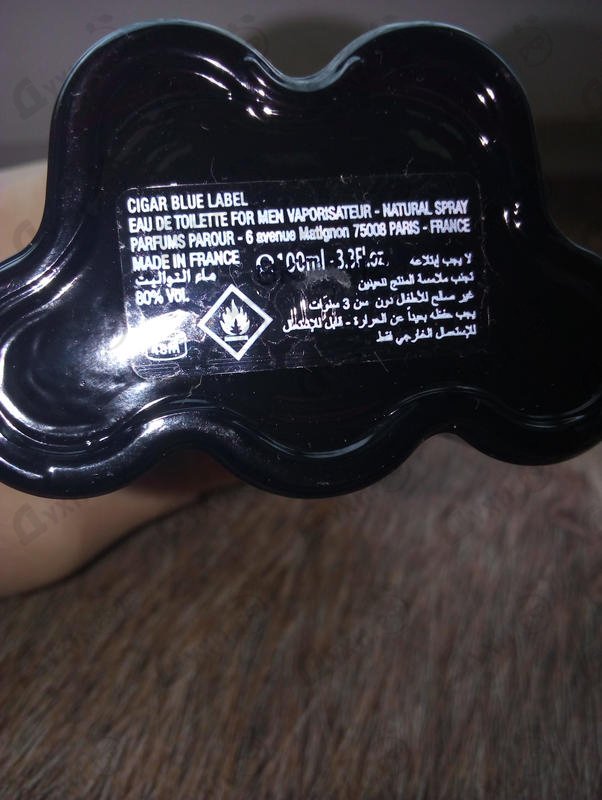 CIGAR BLUE LABEL
EAU DE TOILETTE FOR MEN VAPORISATEUR - NATURAL SPRAY
PARFUMS PAROUR - 6 avenue Matignon 75008 PARIS - FRANCE
MADE IN FRANCE ℮100ml - 3.3Fl.oz.
ماء التواليت
80% Vol.
48M
لا يجب إبتلاعه
تجنب ملامسة المنتج للعينين
غير صالح للأطفال دون سن 3 سنوات
يجب حفظه بعيداً عن الحرارة - قابل للإشتعال
للإستعمال الخارجي فقط